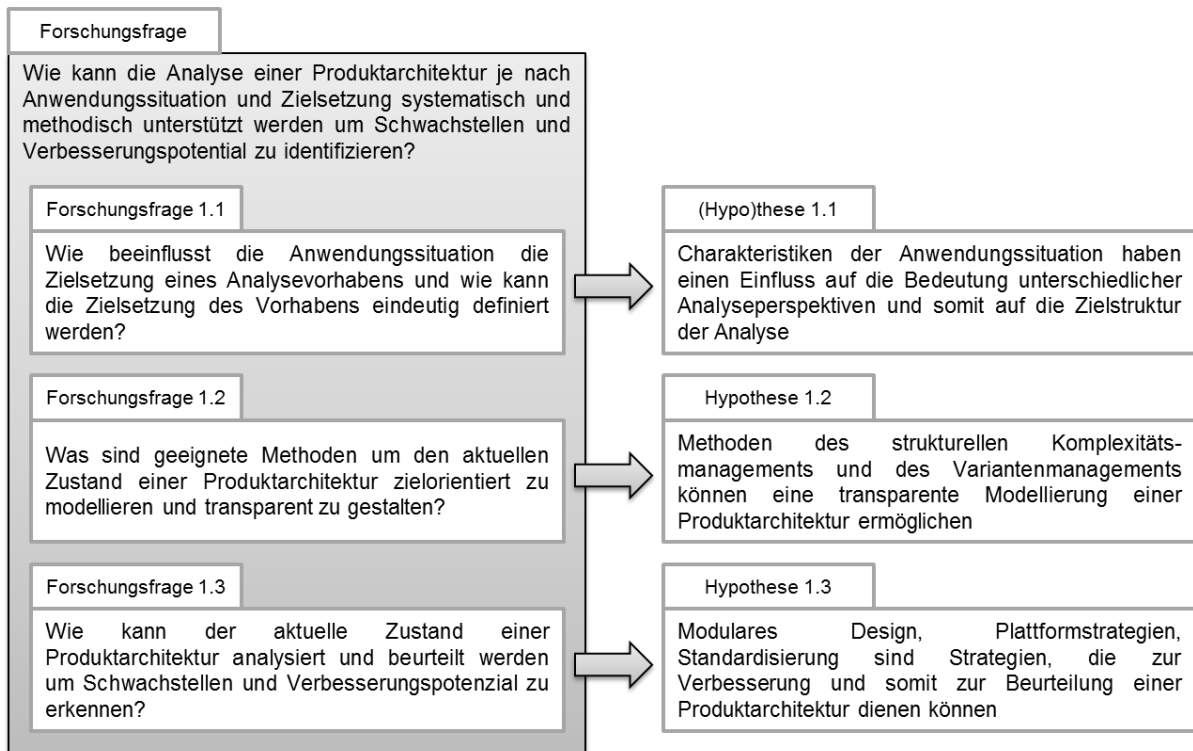 Forschungsfrage
Wie kann die Analyse einer Produktarchitektur je nach
Anwendungssituation und Zielsetzung systematisch und
methodisch unterstützt werden um Schwachstellen und
Verbesserungspotential zu identifizieren?
Forschungsfrage 1.1
Wie beeinflusst die Anwendungssituation die
Zielsetzung eines Analysevorhabens und wie kann
die Zielsetzung des Vorhabens eindeutig definiert
werden?
(Hypo)these 1.1
Charakteristiken der Anwendungssituation haben
einen Einfluss auf die Bedeutung unterschiedlicher
Analyseperspektiven und somit auf die Zielstruktur
der Analyse
Forschungsfrage 1.2
Was sind geeignete Methoden um den aktuellen
Zustand einer Produktarchitektur zielorientiert zu
modellieren und transparent zu gestalten?
Hypothese 1.2
Methoden des strukturellen Komplexitäts-
managements und des Variantenmanagements
können eine transparente Modellierung einer
Produktarchitektur ermöglichen
Forschungsfrage 1.3
Wie kann der aktuelle Zustand einer
Produktarchitektur analysiert und beurteilt werden
um Schwachstellen und Verbesserungspotenzial zu
erkennen?
Hypothese 1.3
Modulares Design, Plattformstrategien,
Standardisierung sind Strategien, die zur
Verbesserung und somit zur Beurteilung einer
Produktarchitektur dienen können